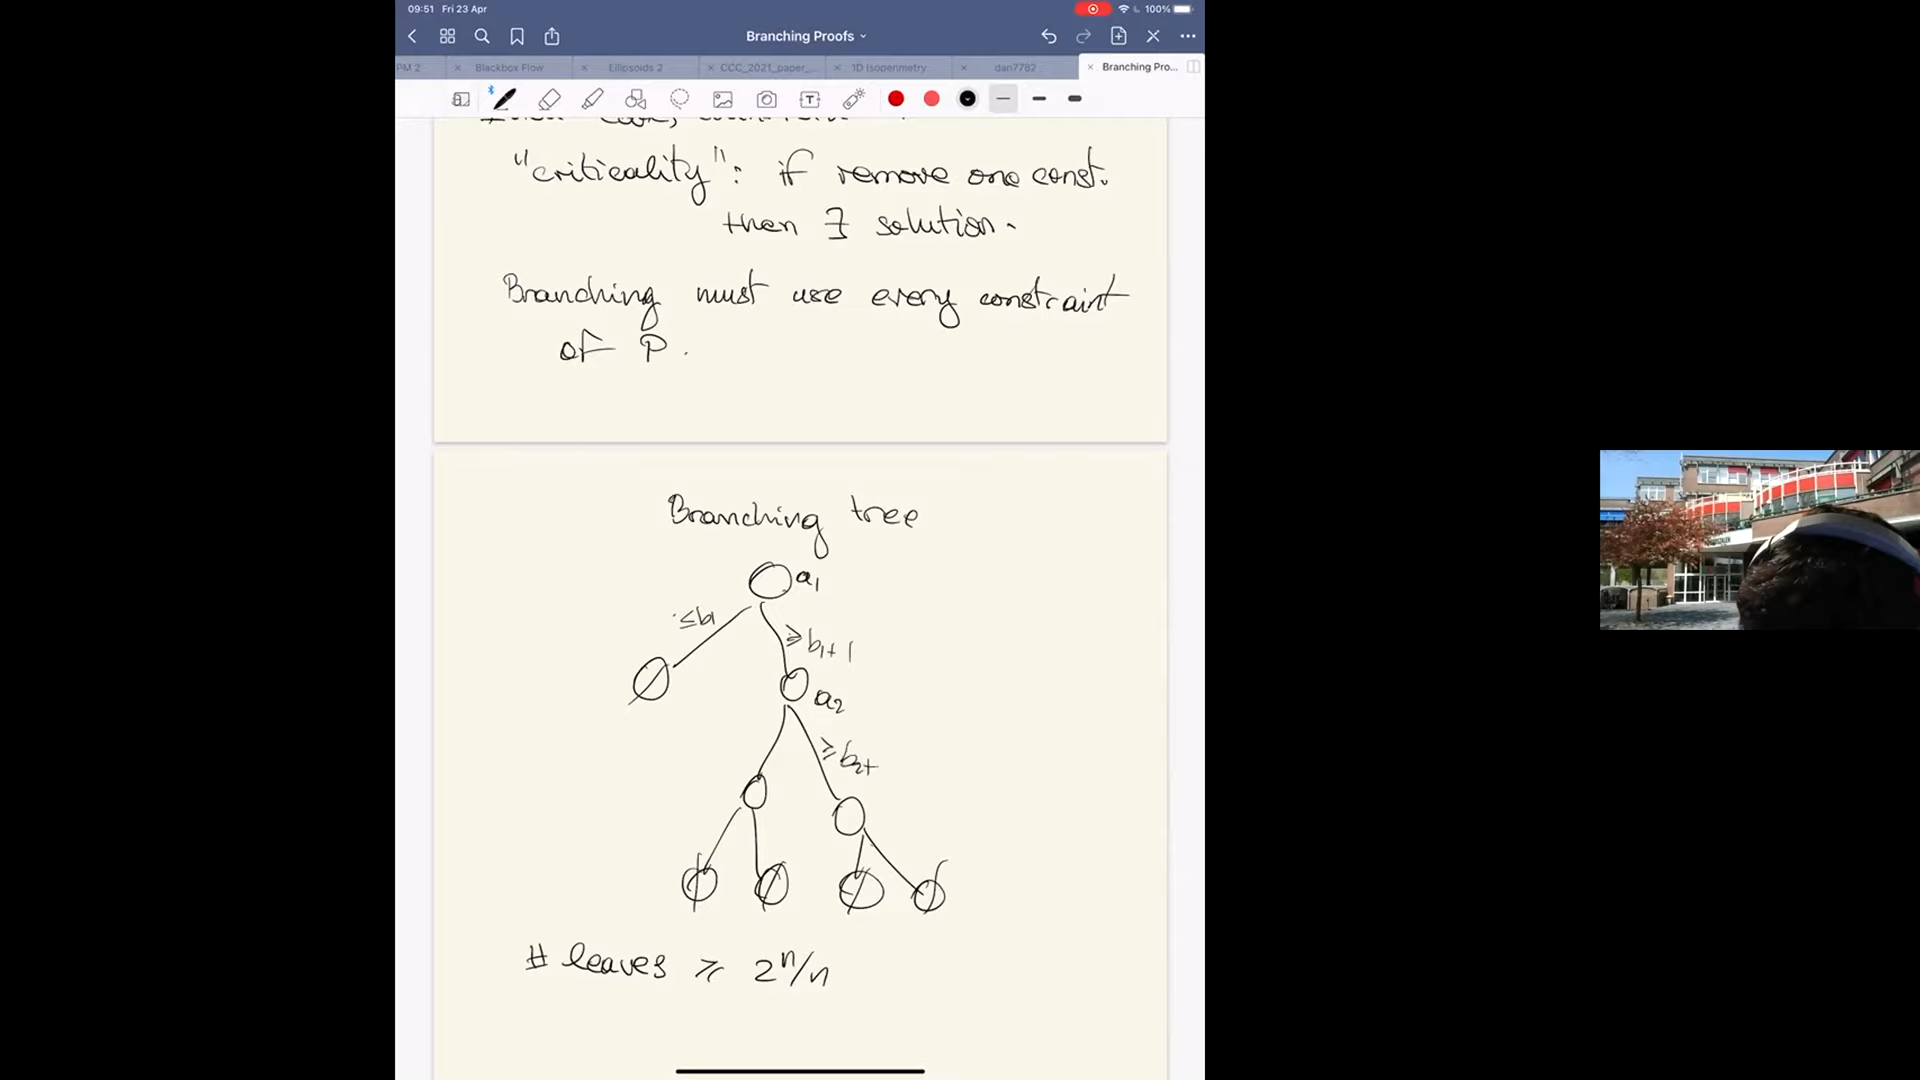 09:51 Fri 23 Apr
100%
Branching Proofs
PM 2
Blackbox Flow
Ellipsoids 2
CCC_2021_paper_...
1D Isoperimetry
dan7782
Branching Pro...
"criticality": if remove one const.
then ∃ solution.
Branching must use every constraint
of P.
Branching tree
a₁
≤b₁
≥b₁+1
a₂
≥b₂+
# leaves ≥ 2ⁿ/n